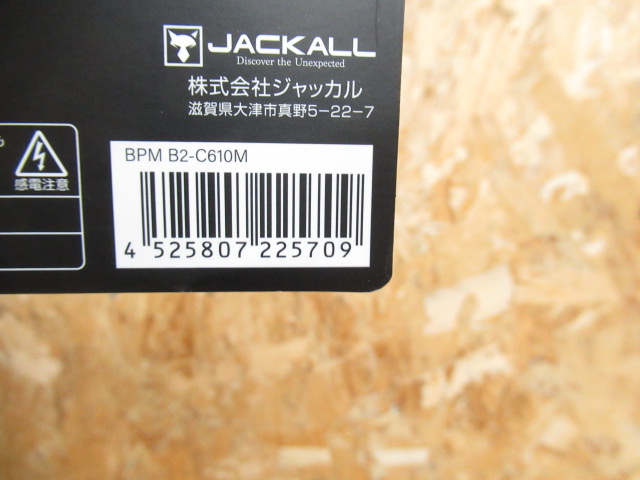 JACKALL
Discover the Unexpected
株式会社ジャッカル
滋賀県大津市真野5-22-7
感電注意
BPM B2-C610M
4 525807 225709